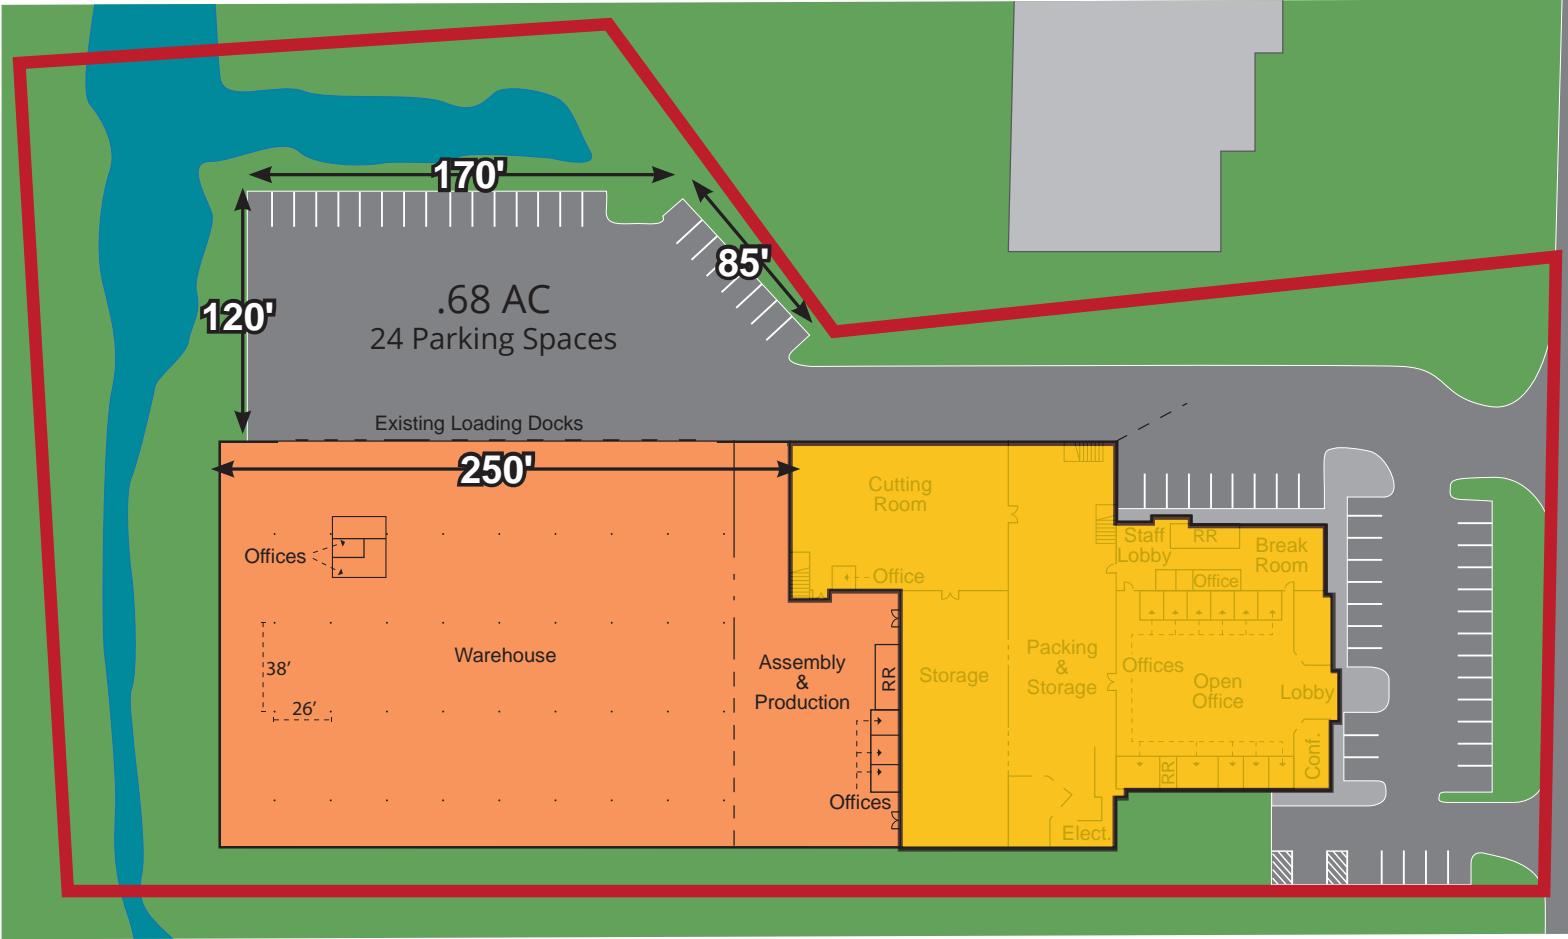 170'
85'
120'
.68 AC
24 Parking Spaces
Existing Loading Docks
250'
Cutting
Room
Office
Staff
Lobby
RR
Break
Room
Office
Offices
38’
26’
Warehouse
Assembly
&
Production
RR
Offices
Storage
Packing
&
Storage
Offices
Open
Office
Lobby
RR
Conf.
Elect.